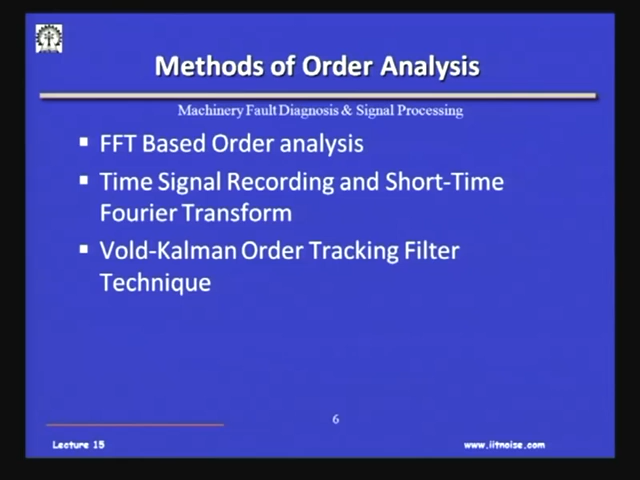 Methods of Order Analysis
Machinery Fault Diagnosis & Signal Processing
▪ FFT Based Order analysis
▪ Time Signal Recording and Short-Time
Fourier Transform
▪ Vold-Kalman Order Tracking Filter
Technique
6
Lecture 15
www.iitnoise.com